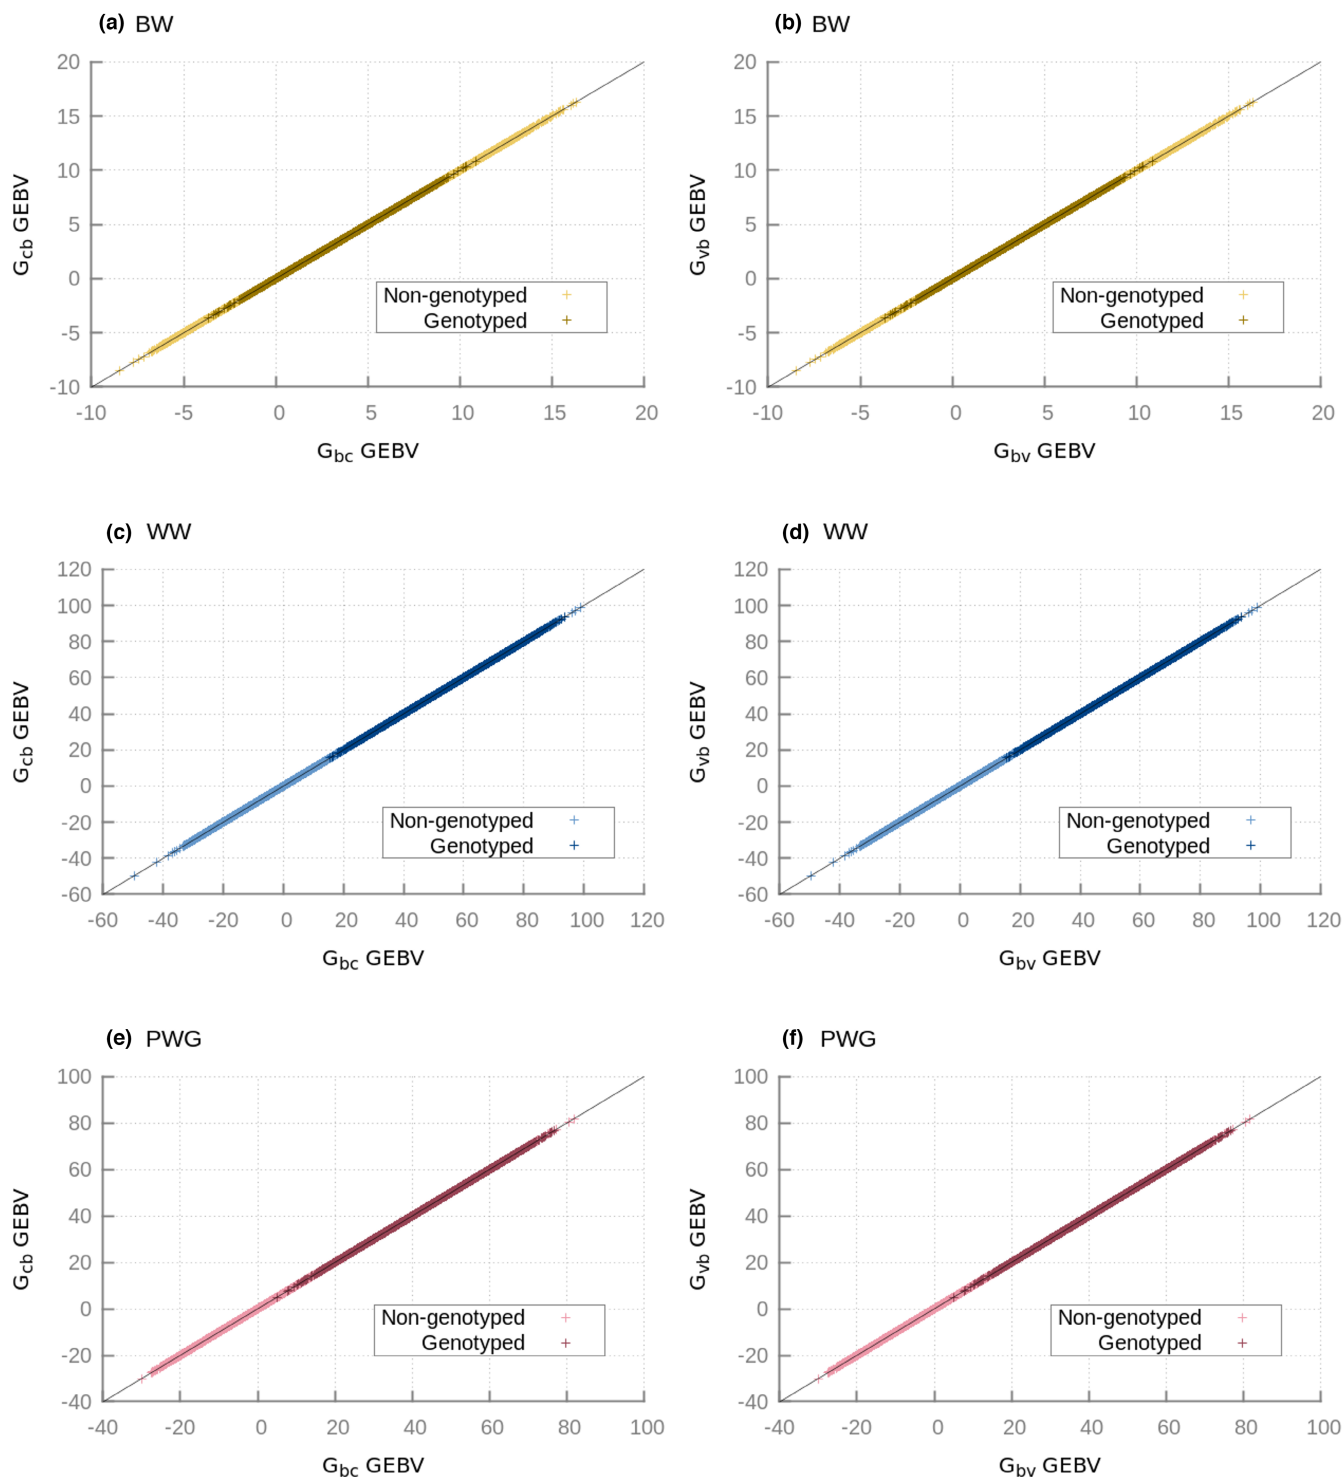 (a) BW
20
15
10
5
0
-5
-10
-10 -5 0 5 10 15 20
Gcb GEBV
Gbc GEBV
Non-genotyped
Genotyped
(b) BW
20
15
10
5
0
-5
-10
-10 -5 0 5 10 15 20
Gvb GEBV
Gbv GEBV
Non-genotyped
Genotyped
(c) WW
120
100
80
60
40
20
0
-20
-40
-60
-60 -40 -20 0 20 40 60 80 100 120
Gcb GEBV
Gbc GEBV
Non-genotyped
Genotyped
(d) WW
120
100
80
60
40
20
0
-20
-40
-60
-60 -40 -20 0 20 40 60 80 100 120
Gvb GEBV
Gbv GEBV
Non-genotyped
Genotyped
(e) PWG
100
80
60
40
20
0
-20
-40
-40 -20 0 20 40 60 80 100
Gcb GEBV
Gbc GEBV
Non-genotyped
Genotyped
(f) PWG
100
80
60
40
20
0
-20
-40
-40 -20 0 20 40 60 80 100
Gvb GEBV
Gbv GEBV
Non-genotyped
Genotyped